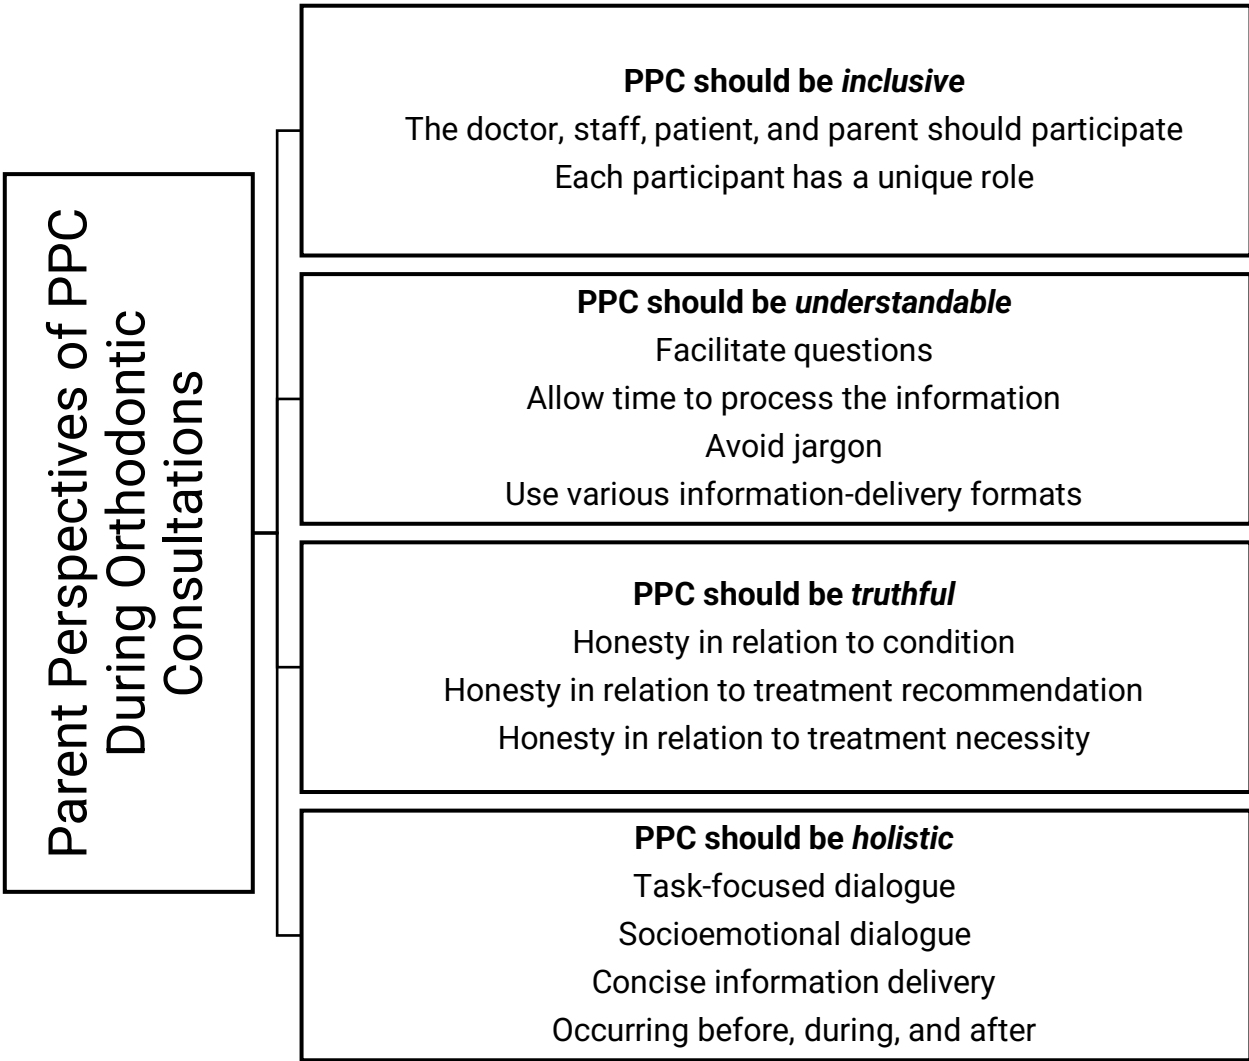 Parent Perspectives of PPC
During Orthodontic
Consultations
PPC should be inclusive
The doctor, staff, patient, and parent should participate
Each participant has a unique role
PPC should be understandable
Facilitate questions
Allow time to process the information
Avoid jargon
Use various information-delivery formats
PPC should be truthful
Honesty in relation to condition
Honesty in relation to treatment recommendation
Honesty in relation to treatment necessity
PPC should be holistic
Task-focused dialogue
Socioemotional dialogue
Concise information delivery
Occurring before, during, and after